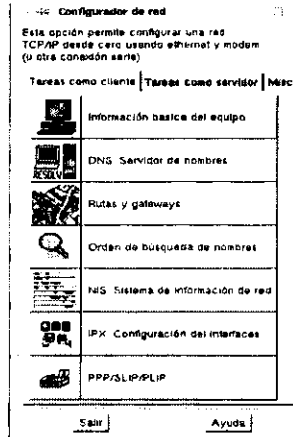 Configurador de red
Esta opción permite configurar una red
TCP/IP desde cero usando ethernet y modem
(u otra conexión serie)
Tareas como cliente Tareas como servidor Misc
Información basica del equipo
DNS Servidor de nombres
RESOLV
Rutas y gateways
Orden de búsqueda de nombres
NIS Sistema de información de red
IPX Configuración del interfaces
PPP/SLIP/PLIP
Salir Ayuda